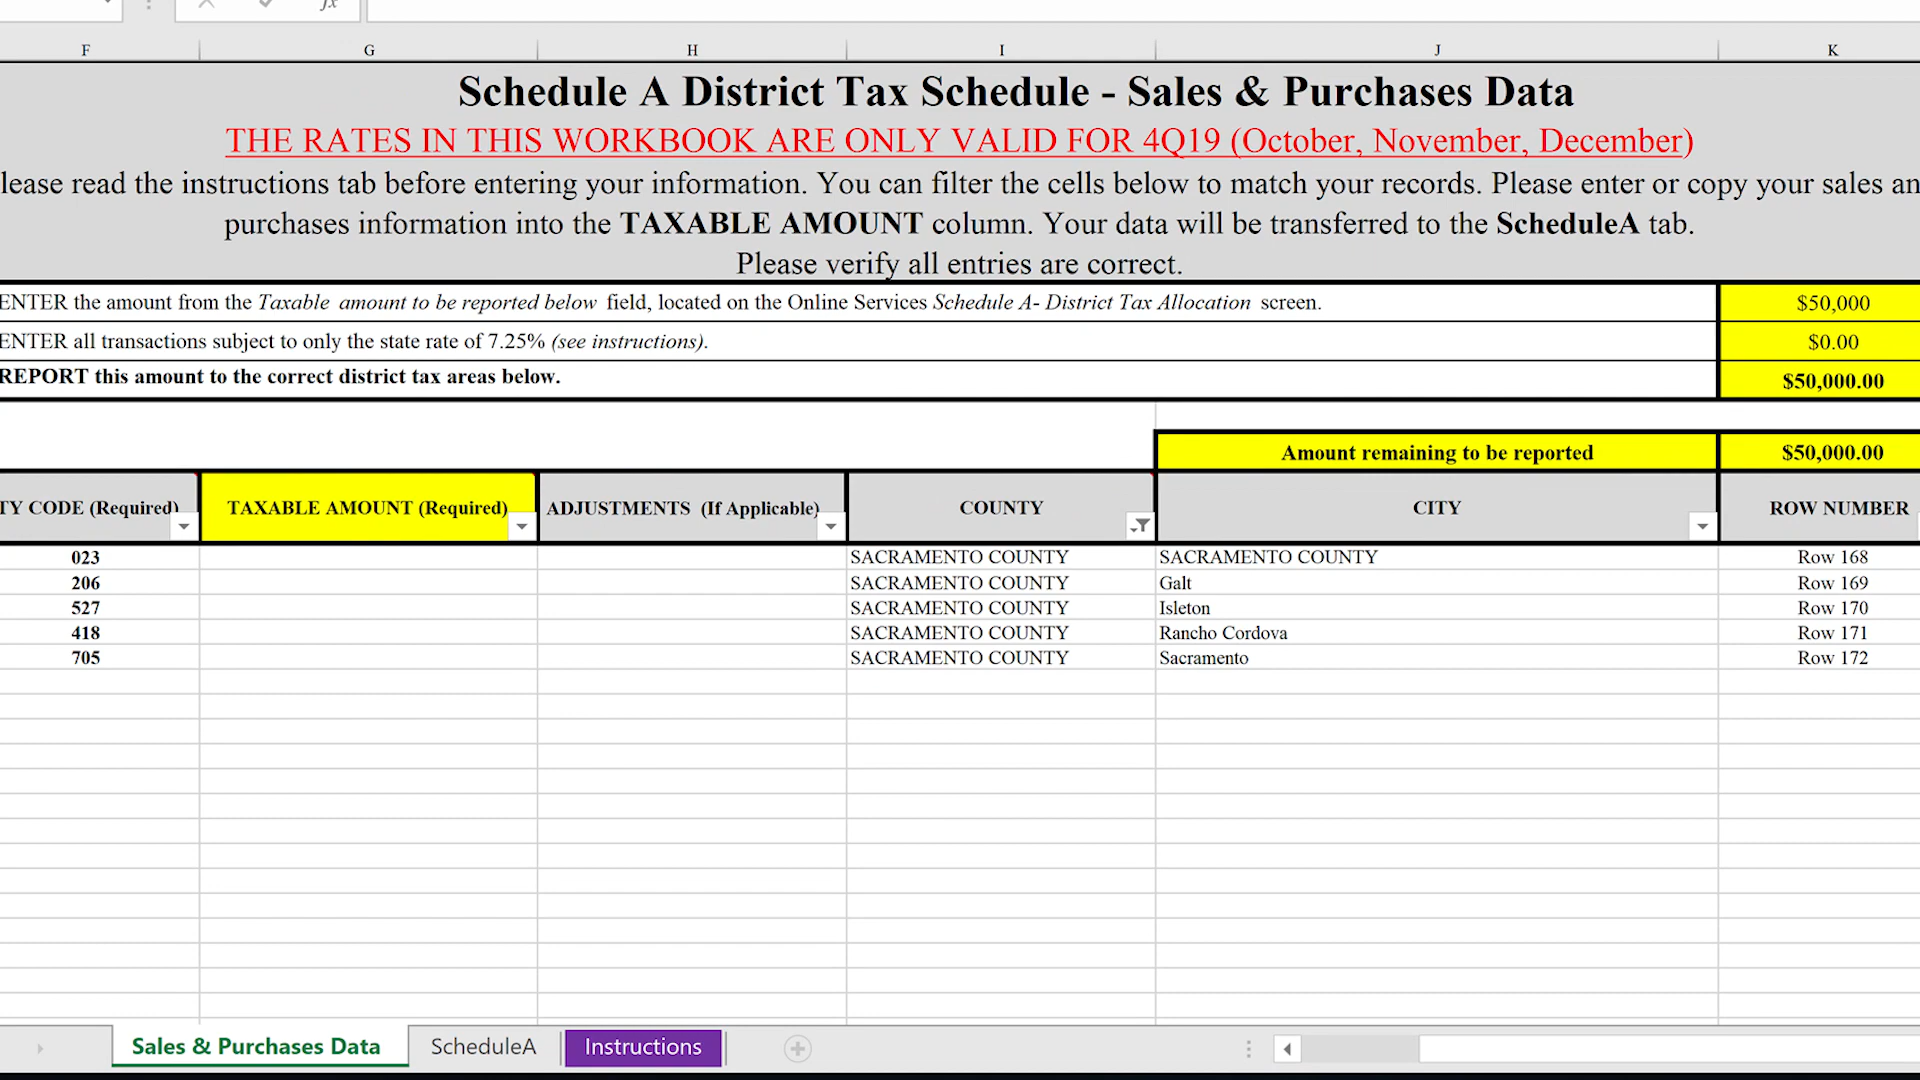 fx
F G H I J K
Schedule A District Tax Schedule - Sales & Purchases Data
THE RATES IN THIS WORKBOOK ARE ONLY VALID FOR 4Q19 (October, November, December)
lease read the instructions tab before entering your information. You can filter the cells below to match your records. Please enter or copy your sales an
purchases information into the TAXABLE AMOUNT column. Your data will be transferred to the ScheduleA tab.
Please verify all entries are correct.
ENTER the amount from the Taxable amount to be reported below field, located on the Online Services Schedule A- District Tax Allocation screen. $50,000
ENTER all transactions subject to only the state rate of 7.25% (see instructions). $0.00
REPORT this amount to the correct district tax areas below. $50,000.00
Amount remaining to be reported $50,000.00
TY CODE (Required) TAXABLE AMOUNT (Required) ADJUSTMENTS (If Applicable) COUNTY CITY ROW NUMBER
023 SACRAMENTO COUNTY SACRAMENTO COUNTY Row 168
206 SACRAMENTO COUNTY Galt Row 169
527 SACRAMENTO COUNTY Isleton Row 170
418 SACRAMENTO COUNTY Rancho Cordova Row 171
705 SACRAMENTO COUNTY Sacramento Row 172
Sales & Purchases Data ScheduleA Instructions